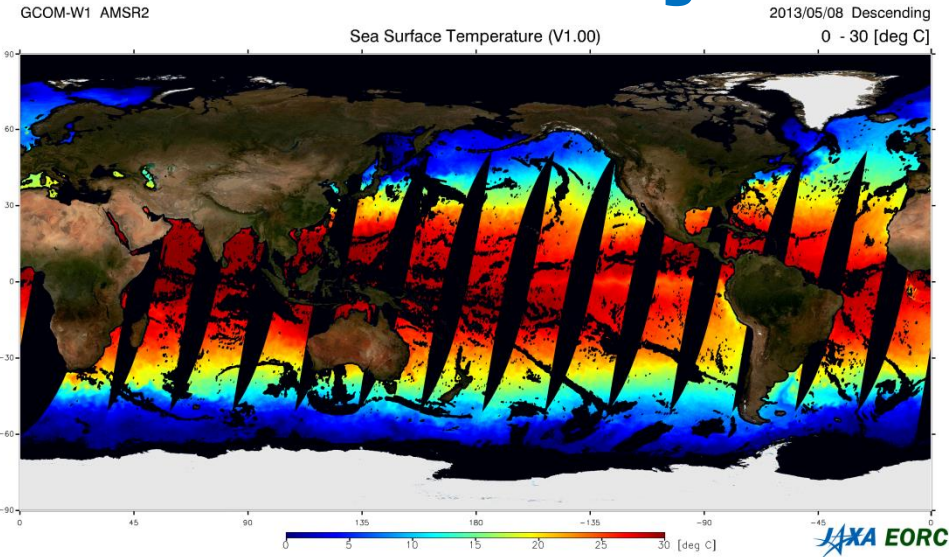 GCOM-W1 AMSR2
2013/05/08 Descending
Sea Surface Temperature (V1.00)
0 - 30 [deg C]
90
60
30
0
-30
-60
-90
0 45 90 135 180 -135 -90 -45 0
0 5 10 15 20 25 30 [deg C]
JAXA EORC